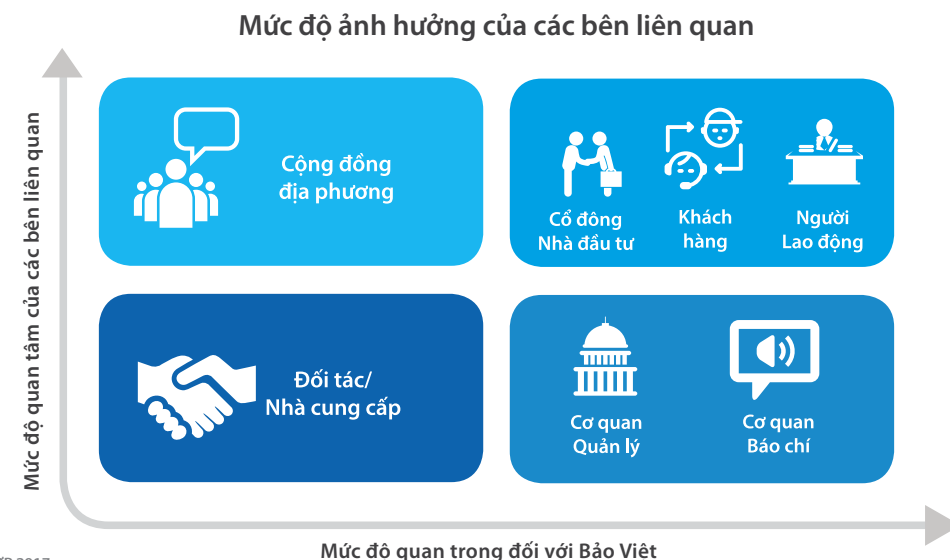 Mức độ ảnh hưởng của các bên liên quan
Mức độ quan tâm của các bên liên quan
Cộng đồng
địa phương
Cổ đông
Nhà đầu tư
Khách
hàng
Người
Lao động
Đối tác/
Nhà cung cấp
Cơ quan
Quản lý
Cơ quan
Báo chí
Mức độ quan trọng đối với Bảo Việt
2017